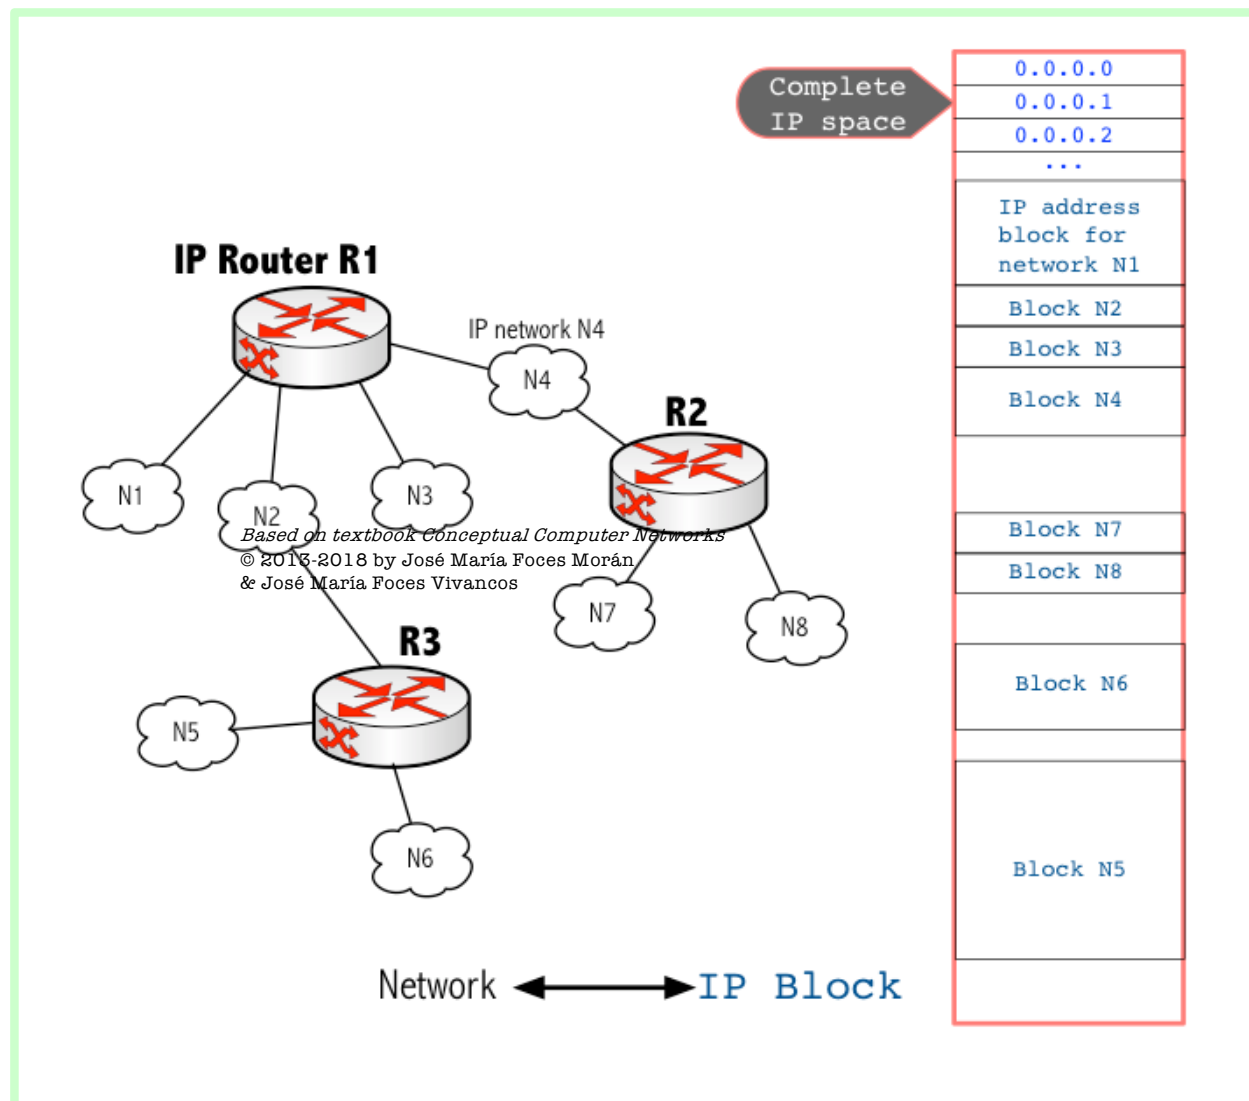 Complete
IP space
0.0.0.0
0.0.0.1
0.0.0.2
...
IP address
block for
network N1
Block N2
Block N3
Block N4
Block N7
Block N8
Block N6
Block N5
IP Router R1
IP network N4
N4
R2
N1
N2
N3
Based on textbook Conceptual Computer Networks
© 2013-2018 by José María Foces Morán
& José María Foces Vivancos
N7
N8
R3
N5
N6
Network
IP Block